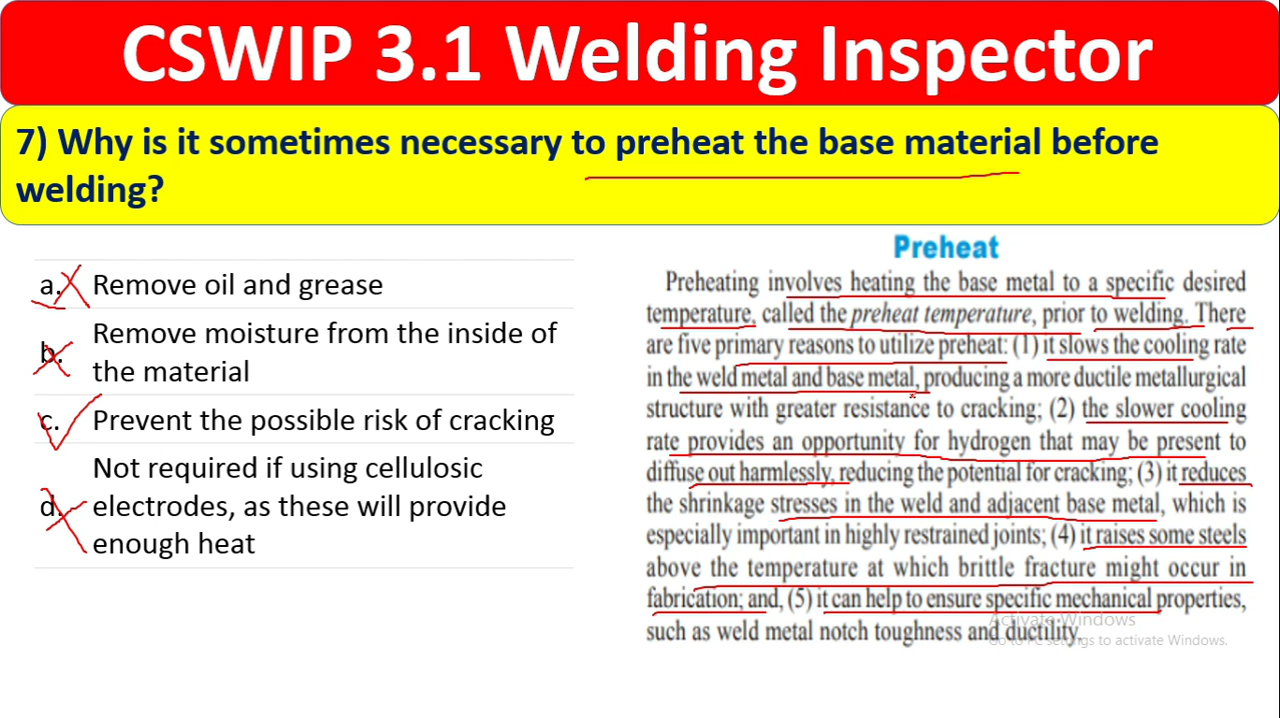 CSWIP 3.1 Welding Inspector
7) Why is it sometimes necessary to preheat the base material before
welding?
a. Remove oil and grease
b. Remove moisture from the inside of
the material
c. Prevent the possible risk of cracking
Not required if using cellulosic
d. electrodes, as these will provide
enough heat
Preheat
Preheating involves heating the base metal to a specific desired
temperature, called the preheat temperature, prior to welding. There
are five primary reasons to utilize preheat: (1) it slows the cooling rate
in the weld metal and base metal, producing a more ductile metallurgical
structure with greater resistance to cracking; (2) the slower cooling
rate provides an opportunity for hydrogen that may be present to
diffuse out harmlessly, reducing the potential for cracking; (3) it reduces
the shrinkage stresses in the weld and adjacent base metal, which is
especially important in highly restrained joints; (4) it raises some steels
above the temperature at which brittle fracture might occur in
fabrication; and, (5) it can help to ensure specific mechanical properties,
such as weld metal notch toughness and ductility.
Activate Windows
Go to PC settings to activate Windows.